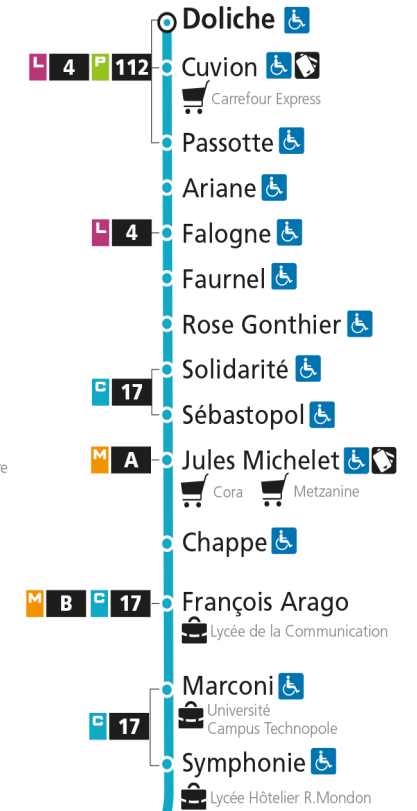 Doliche
L 4 P 112 Cuvion
Carrefour Express
Passotte
Ariane
L 4 Falogne
Faurnel
Rose Gonthier
Solidarité
C 17
Sébastopol
re
M A Jules Michelet
Cora Metzanine
Chappe
M B C 17 François Arago
Lycée de la Communication
Marconi
Université
Campus Technopole
C 17
Symphonie
Lycée Hôtelier R.Mondon